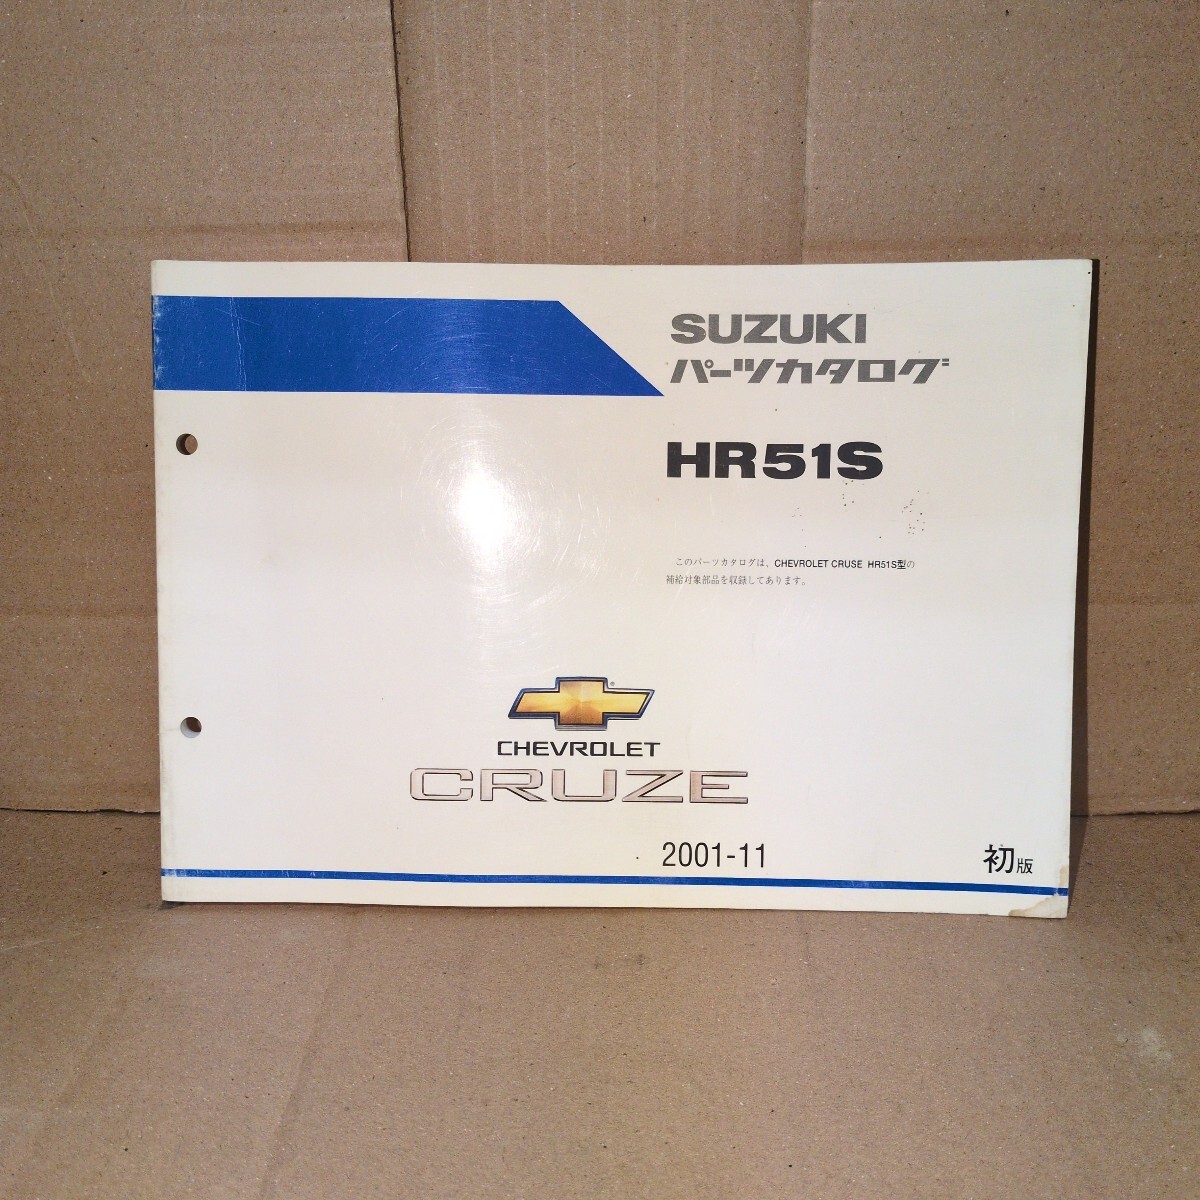 SUZUKI
パーツカタログ
HR51S
このパーツカタログは、CHEVROLET CRUSE HR51S型の
補給対象部品を収録してあります。
CHEVROLET
CRUZE
2001-11
初版